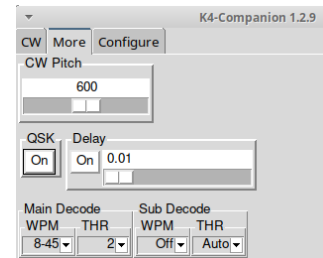 K4-Companion 1.2.9
CW More Configure
CW Pitch
600
QSK Delay
On On 0.01
Main Decode Sub Decode
WPM THR WPM THR
8-45 2 Off Auto